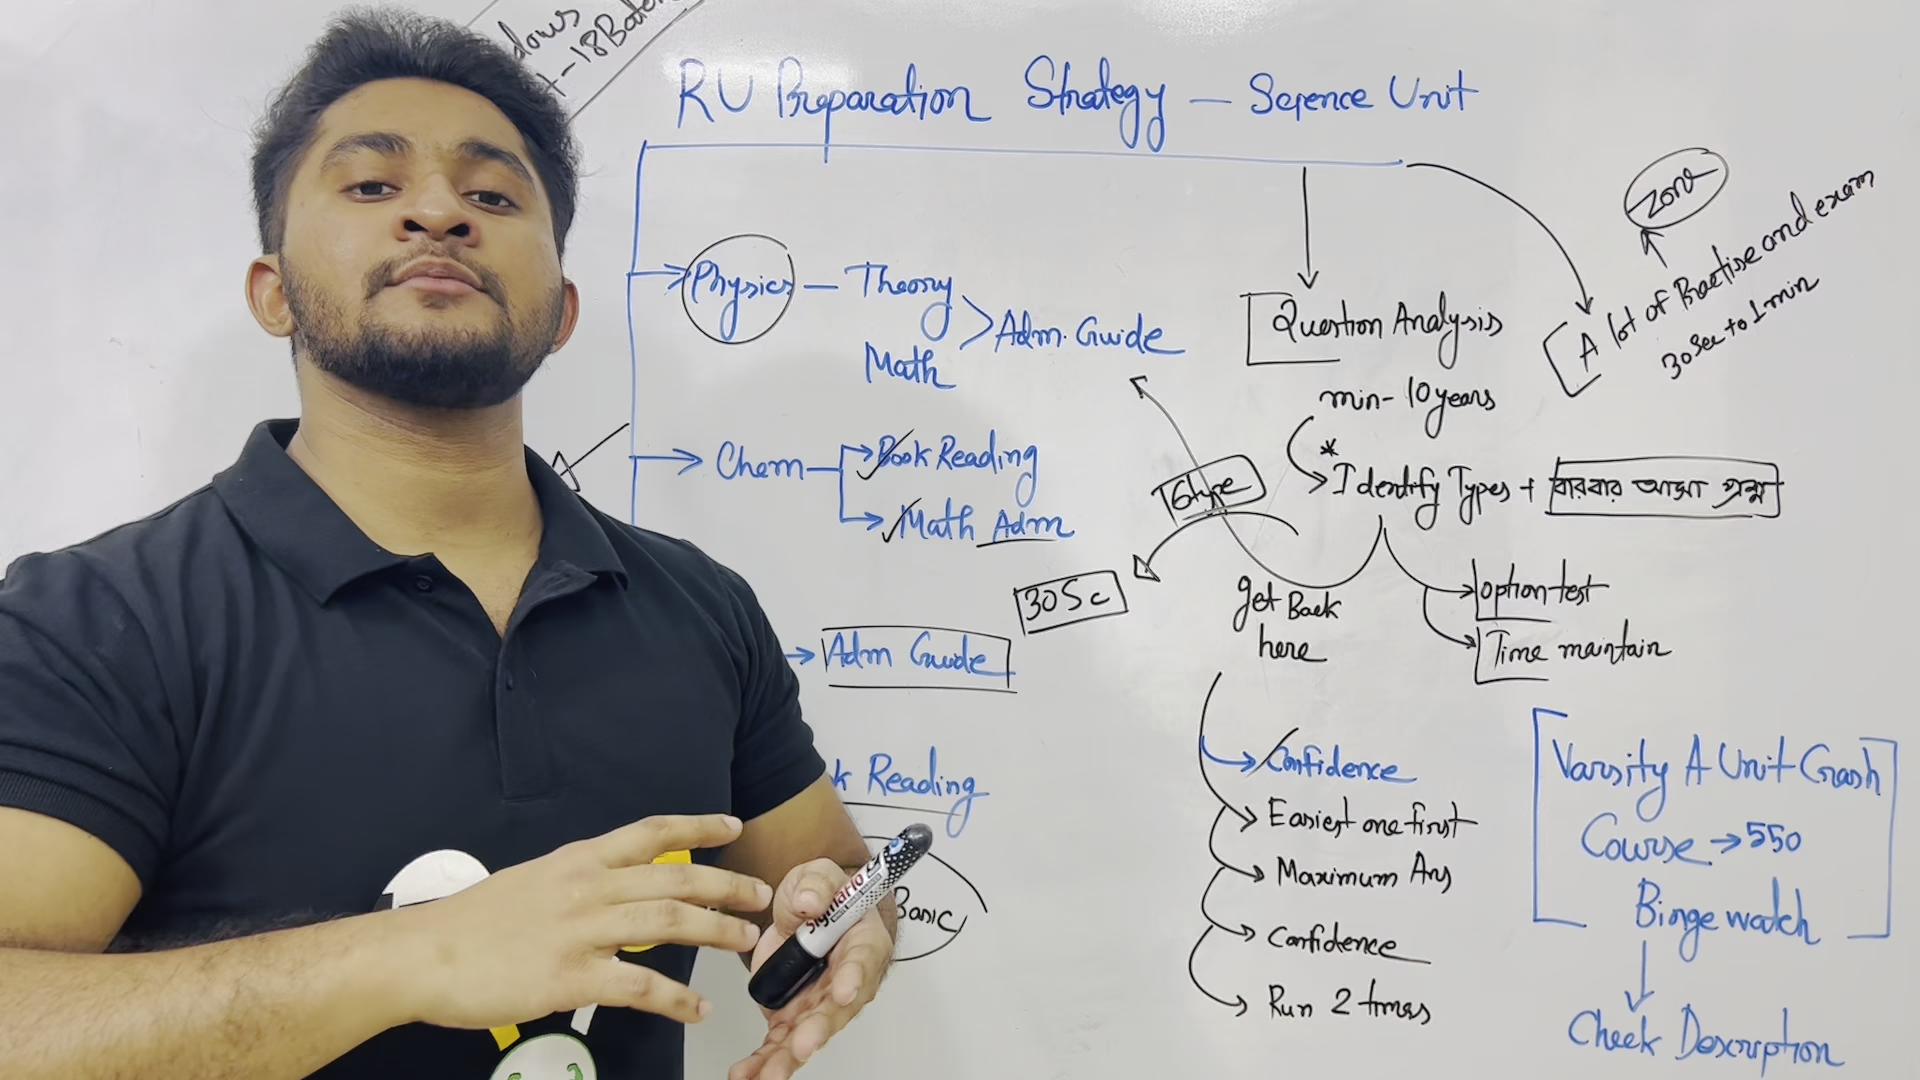 RU Preparation Strategy - Science Unit
Physics - Theory
Math
Adm. Guide
Chem
Book Reading
Math Adm
Adm Guide
k Reading
Basic
Question Analysis
min - 10 years
* Identify Types + বারবার আসা প্রশ্ন
option test
Time maintain
30 Sc
get Back
here
Confidence
Easiest one first
Maximum Ans
Confidence
Run 2 times
Zone
A lot of Practise and exam
30 sec to 1 min
Varsity A Unit Crash
Course → 550
Binge watch
Check Description
SigmaFlo